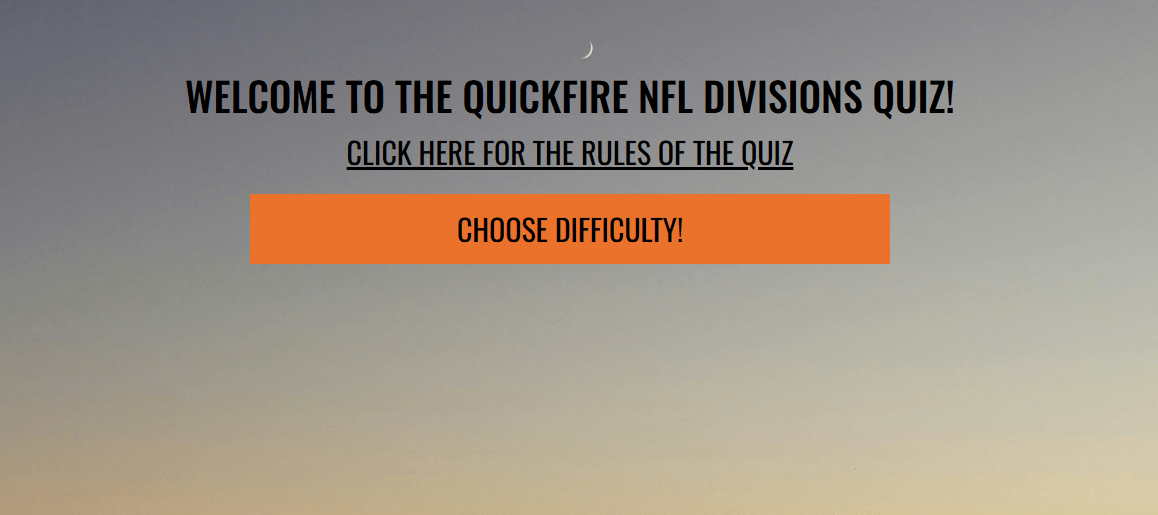 WELCOME TO THE QUICKFIRE NFL DIVISIONS QUIZ!
CLICK HERE FOR THE RULES OF THE QUIZ
CHOOSE DIFFICULTY!